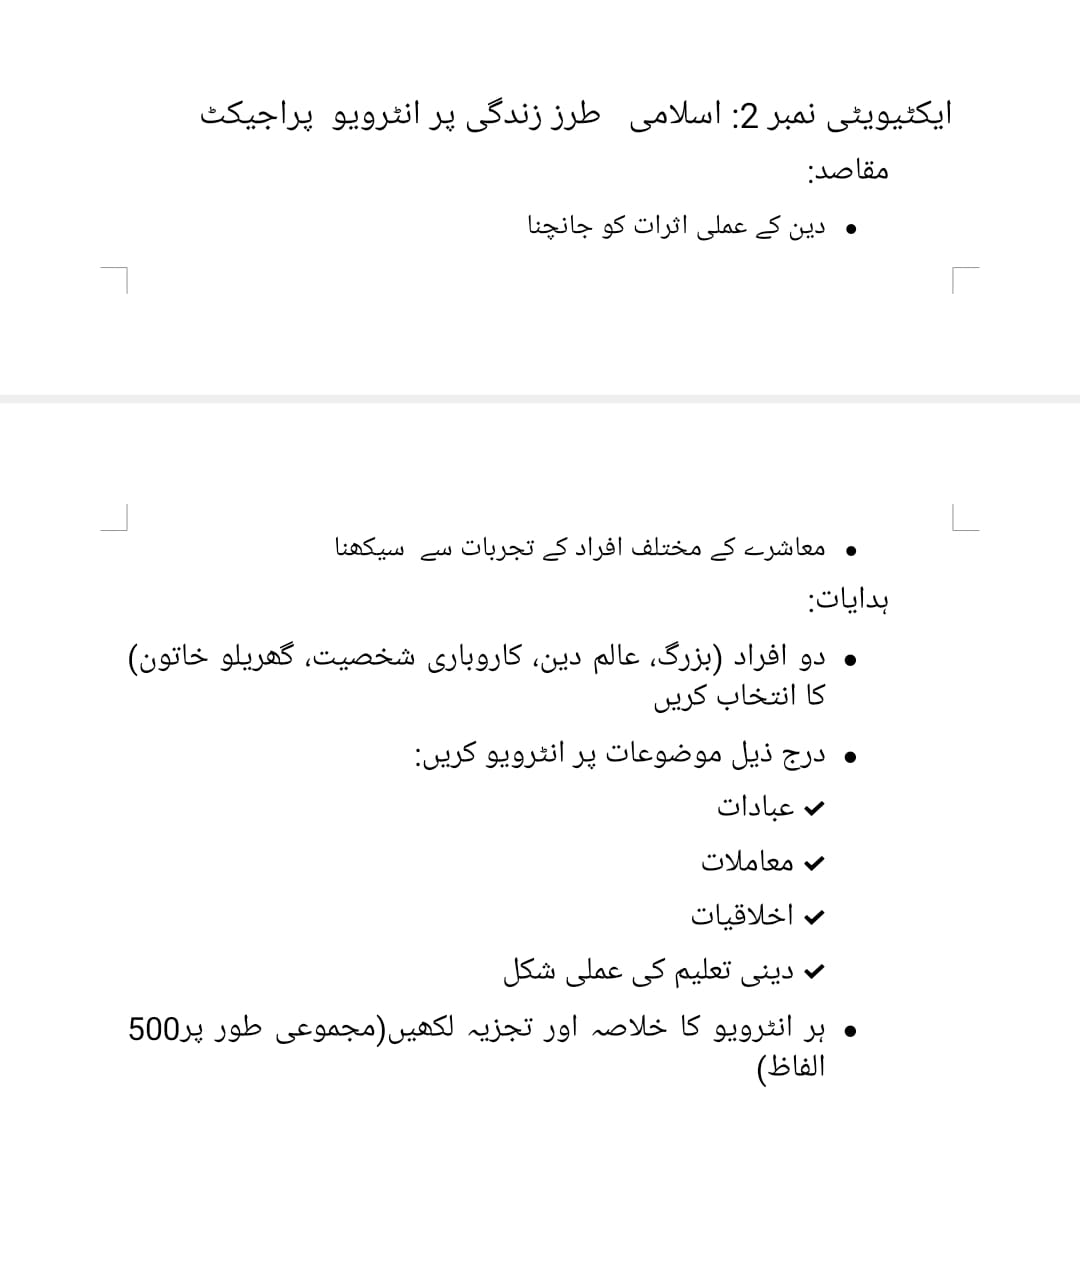 ایکٹیویٹی نمبر 2: اسلامی طرز زندگی پر انٹرویو پراجیکٹ
مقاصد:
● دین کے عملی اثرات کو جانچنا
● معاشرے کے مختلف افراد کے تجربات سے سیکھنا
ہدایات:
● دو افراد (بزرگ، عالم دین، کاروباری شخصیت، گھریلو خاتون)
کا انتخاب کریں
● درج ذیل موضوعات پر انٹرویو کریں:
✔ عبادات
✔ معاملات
✔ اخلاقیات
✔ دینی تعلیم کی عملی شکل
● ہر انٹرویو کا خلاصہ اور تجزیہ لکھیں(مجموعی طور پر500
الفاظ)